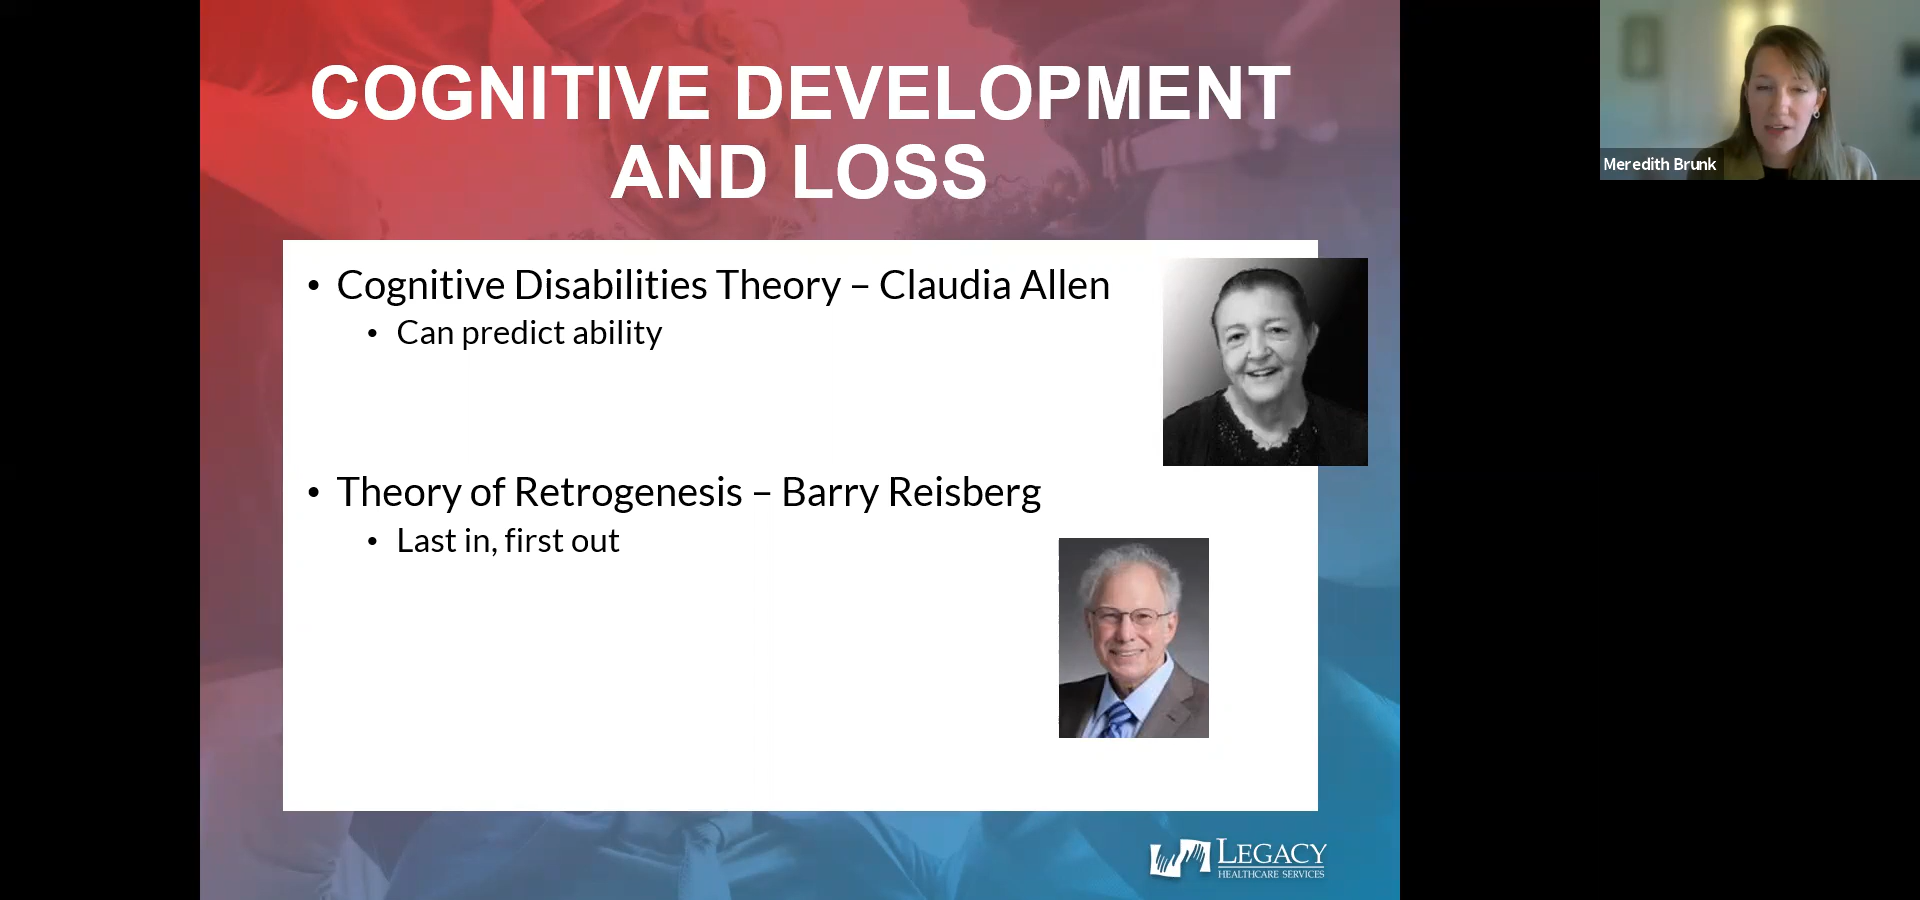 COGNITIVE DEVELOPMENT
AND LOSS
• Cognitive Disabilities Theory – Claudia Allen
• Can predict ability
• Theory of Retrogenesis – Barry Reisberg
• Last in, first out
LEGACY
HEALTHCARE SERVICES
Meredith Brunk